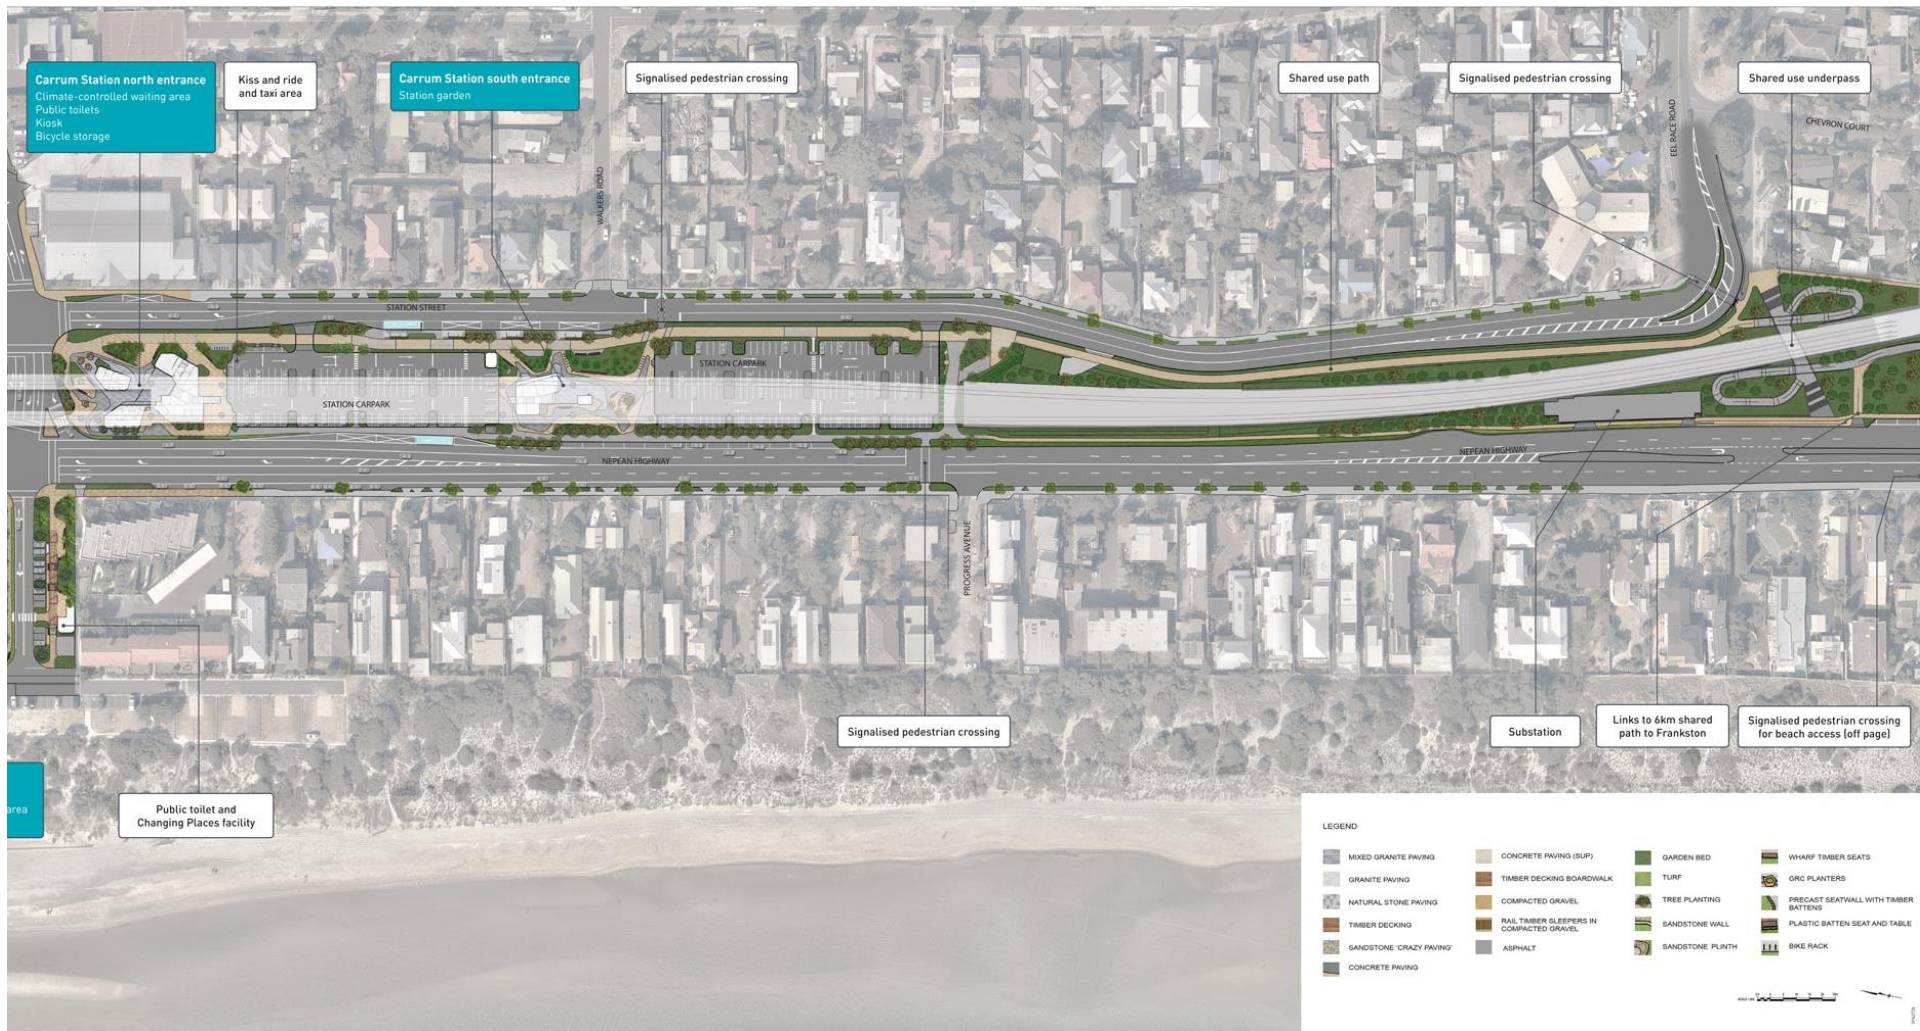 Carrum Station north entrance
Climate-controlled waiting area
Public toilets
Kiosk
Bicycle storage
Kiss and ride
and taxi area
Carrum Station south entrance
Station garden
Signalised pedestrian crossing
Shared use path
Signalised pedestrian crossing
Shared use underpass
CHEVRON COURT
EEL RACE ROAD
WALKERS ROAD
STATION STREET
STATION CARPARK
STATION CARPARK
NEPEAN HIGHWAY
NEPEAN HIGHWAY
PROGRESS AVENUE
Signalised pedestrian crossing
Substation
Links to 6km shared
path to Frankston
Signalised pedestrian crossing
for beach access (off page)
area
Public toilet and
Changing Places facility
LEGEND
MIXED GRANITE PAVING
GRANITE PAVING
NATURAL STONE PAVING
TIMBER DECKING
SANDSTONE 'CRAZY PAVING'
CONCRETE PAVING
CONCRETE PAVING (SUP)
TIMBER DECKING BOARDWALK
COMPACTED GRAVEL
RAIL TIMBER SLEEPERS IN
COMPACTED GRAVEL
ASPHALT
GARDEN BED
TURF
TREE PLANTING
SANDSTONE WALL
SANDSTONE PLINTH
WHARF TIMBER SEATS
GRC PLANTERS
PRECAST SEATWALL WITH TIMBER
BATTENS
PLASTIC BATTEN SEAT AND TABLE
BIKE RACK